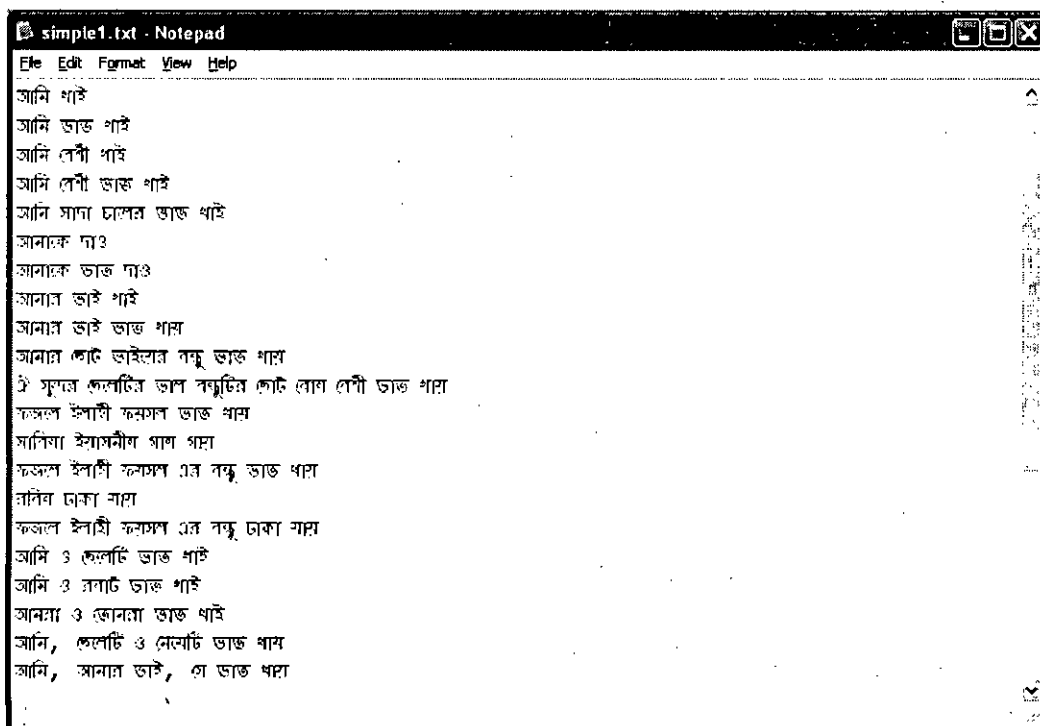 simple1.txt - Notepad
File Edit Format View Help
আমি খাই
আমি ভাত খাই
আমি বেশী খাই
আমি বেশী ভাত খাই
আমি সাদা চালের ভাত খাই
আমাকে দাও
আমাকে ভাত দাও
আমার ভাই খাই
আমার ভাই ভাত খায়
আমার ছোট ভাইয়ের বন্ধু ভাত খায়
ঐ সুন্দর ছেলেটির ভাল বন্ধুটির ছোট বোন বেশী ভাত খায়
ফজলে ইলাহী ফয়সল ভাত খায়
সাবিনা ইয়াসমীন গান গায়
ফজলে ইলাহী ফয়সল এর বন্ধু ভাত খায়
রবিন ঢাকা যায়
ফজলে ইলাহী ফয়সল এর বন্ধু ঢাকা যায়
আমি ও ছেলেটি ভাত খাই
আমি ও রবার্ট ভাত খাই
আমরা ও তোমরা ভাত খাই
আমি, ছেলেটি ও মেয়েটি ভাত খায়
আমি, আমার ভাই, সে ভাত খায়